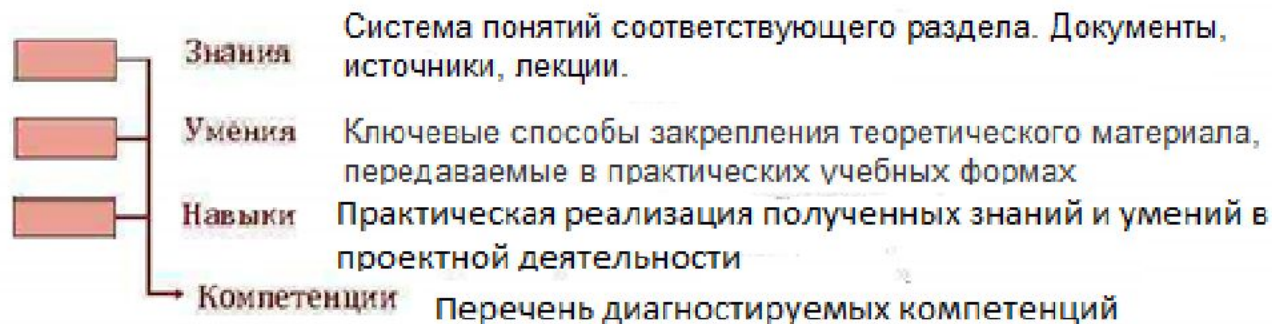 Знания
Система понятий соответствующего раздела. Документы,
источники, лекции.
Умения
Ключевые способы закрепления теоретического материала,
передаваемые в практических учебных формах
Навыки
Практическая реализация полученных знаний и умений в
проектной деятельности
Компетенции
Перечень диагностируемых компетенций